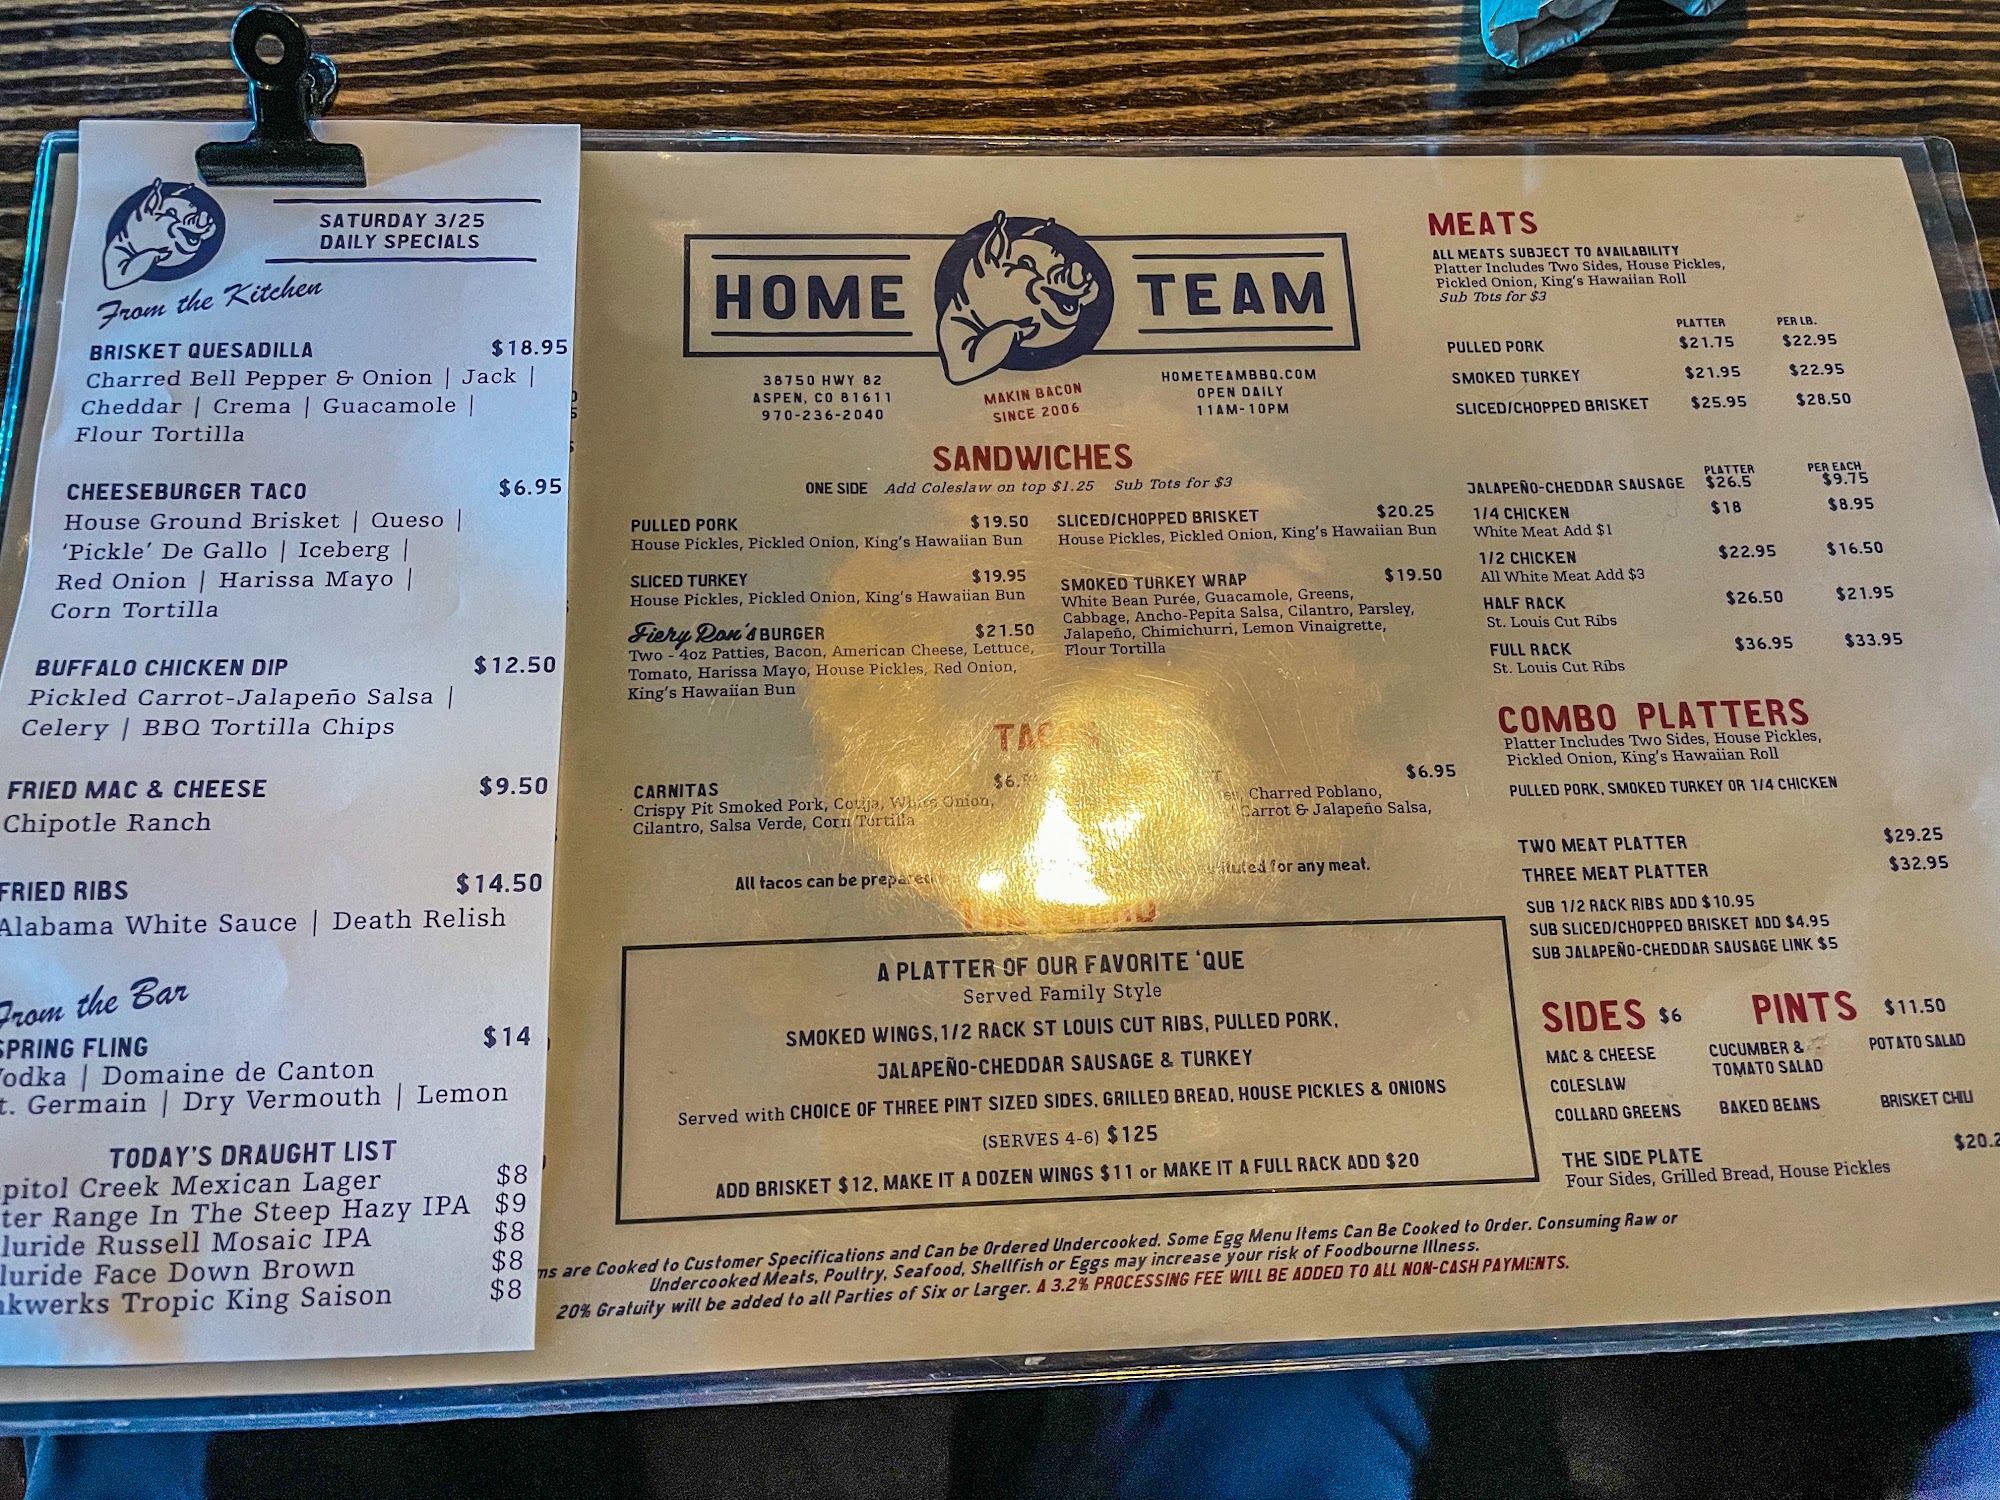 SATURDAY 3/25
DAILY SPECIALS
From the Kitchen
BRISKET QUESADILLA $18.95
Charred Bell Pepper & Onion | Jack |
Cheddar | Crema | Guacamole |
Flour Tortilla
CHEESEBURGER TACO $6.95
House Ground Brisket | Queso |
'Pickle' De Gallo | Iceberg |
Red Onion | Harissa Mayo |
Corn Tortilla
BUFFALO CHICKEN DIP $12.50
Pickled Carrot-Jalapeño Salsa |
Celery | BBQ Tortilla Chips
FRIED MAC & CHEESE $9.50
Chipotle Ranch
FRIED RIBS $14.50
Alabama White Sauce | Death Relish
From the Bar
SPRING FLING $14
Vodka | Domaine de Canton
t. Germain | Dry Vermouth | Lemon
TODAY'S DRAUGHT LIST
pitol Creek Mexican Lager $8
ter Range In The Steep Hazy IPA $9
luride Russell Mosaic IPA $8
luride Face Down Brown $8
kwerks Tropic King Saison $8
HOME TEAM
38750 HWY 82
ASPEN, CO 81611
970-236-2040
MAKIN BACON
SINCE 2006
HOMETEAMBBQ.COM
OPEN DAILY
11AM-10PM
SANDWICHES
ONE SIDE Add Coleslaw on top $1.25 Sub Tots for $3
PULLED PORK $19.50
House Pickles, Pickled Onion, King's Hawaiian Bun
SLICED TURKEY $19.95
House Pickles, Pickled Onion, King's Hawaiian Bun
Fiery Ron's BURGER $21.50
Two - 4oz Patties, Bacon, American Cheese, Lettuce,
Tomato, Harissa Mayo, House Pickles, Red Onion,
King's Hawaiian Bun
SLICED/CHOPPED BRISKET $20.25
House Pickles, Pickled Onion, King's Hawaiian Bun
SMOKED TURKEY WRAP $19.50
White Bean Purée, Guacamole, Greens,
Cabbage, Ancho-Pepita Salsa, Cilantro, Parsley,
Jalapeño, Chimichurri, Lemon Vinaigrette,
Flour Tortilla
TACOS
CARNITAS $6.
Crispy Pit Smoked Pork, Cotija, White Onion,
Cilantro, Salsa Verde, Corn Tortilla
$6.95
Charred Poblano,
Carrot & Jalapeño Salsa,
All tacos can be prepared for any meat.
A PLATTER OF OUR FAVORITE 'QUE
Served Family Style
SMOKED WINGS, 1/2 RACK ST LOUIS CUT RIBS, PULLED PORK,
JALAPEÑO-CHEDDAR SAUSAGE & TURKEY
Served with CHOICE OF THREE PINT SIZED SIDES, GRILLED BREAD, HOUSE PICKLES & ONIONS
(SERVES 4-6) $125
ADD BRISKET $12, MAKE IT A DOZEN WINGS $11 or MAKE IT A FULL RACK ADD $20
ms are Cooked to Customer Specifications and Can be Ordered Undercooked. Some Egg Menu Items Can Be Cooked to Order. Consuming Raw or
Undercooked Meats, Poultry, Seafood, Shellfish or Eggs may increase your risk of Foodbourne Illness.
20% Gratuity will be added to all Parties of Six or Larger. A 3.2% PROCESSING FEE WILL BE ADDED TO ALL NON-CASH PAYMENTS.
MEATS
ALL MEATS SUBJECT TO AVAILABILITY
Platter Includes Two Sides, House Pickles,
Pickled Onion, King's Hawaiian Roll
Sub Tots for $3
PLATTER PER LB.
PULLED PORK $21.75 $22.95
SMOKED TURKEY $21.95 $22.95
SLICED/CHOPPED BRISKET $25.95 $28.50
PLATTER PER EACH
JALAPEÑO-CHEDDAR SAUSAGE $26.5 $9.75
1/4 CHICKEN $18 $8.95
White Meat Add $1
1/2 CHICKEN $22.95 $16.50
All White Meat Add $3
HALF RACK $26.50 $21.95
St. Louis Cut Ribs
FULL RACK $36.95 $33.95
St. Louis Cut Ribs
COMBO PLATTERS
Platter Includes Two Sides, House Pickles,
Pickled Onion, King's Hawaiian Roll
PULLED PORK, SMOKED TURKEY OR 1/4 CHICKEN
TWO MEAT PLATTER $29.25
THREE MEAT PLATTER $32.95
SUB 1/2 RACK RIBS ADD $10.95
SUB SLICED/CHOPPED BRISKET ADD $4.95
SUB JALAPEÑO-CHEDDAR SAUSAGE LINK $5
SIDES $6 PINTS $11.50
MAC & CHEESE
COLESLAW
COLLARD GREENS
CUCUMBER &
TOMATO SALAD
BAKED BEANS
POTATO SALAD
BRISKET CHILI
THE SIDE PLATE $20.2
Four Sides, Grilled Bread, House Pickles